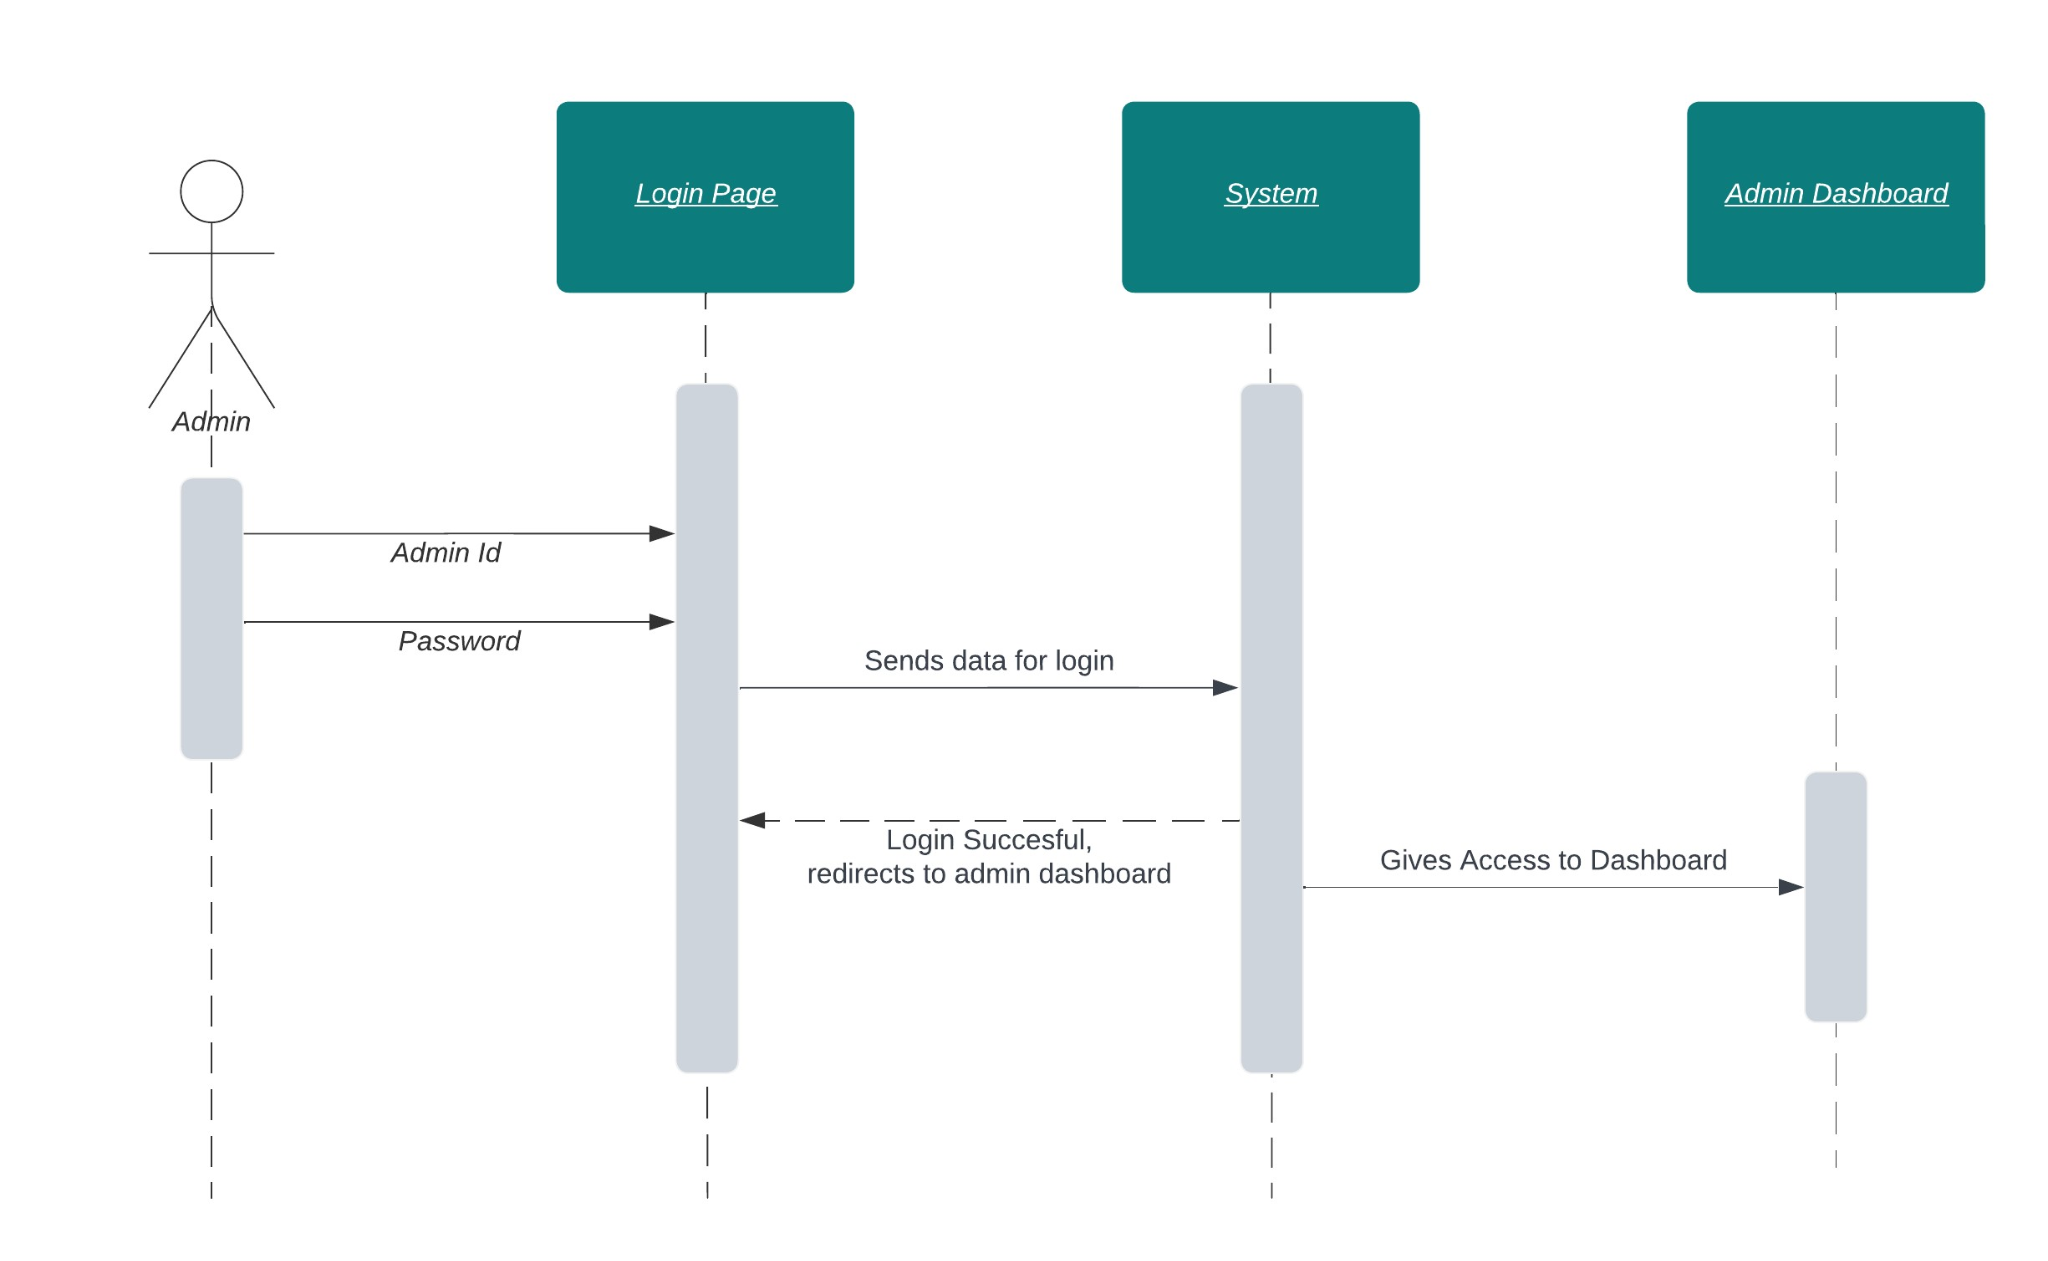 Login Page
System
Admin Dashboard
Admin
Admin Id
Password
Sends data for login
Login Succesful,
redirects to admin dashboard
Gives Access to Dashboard